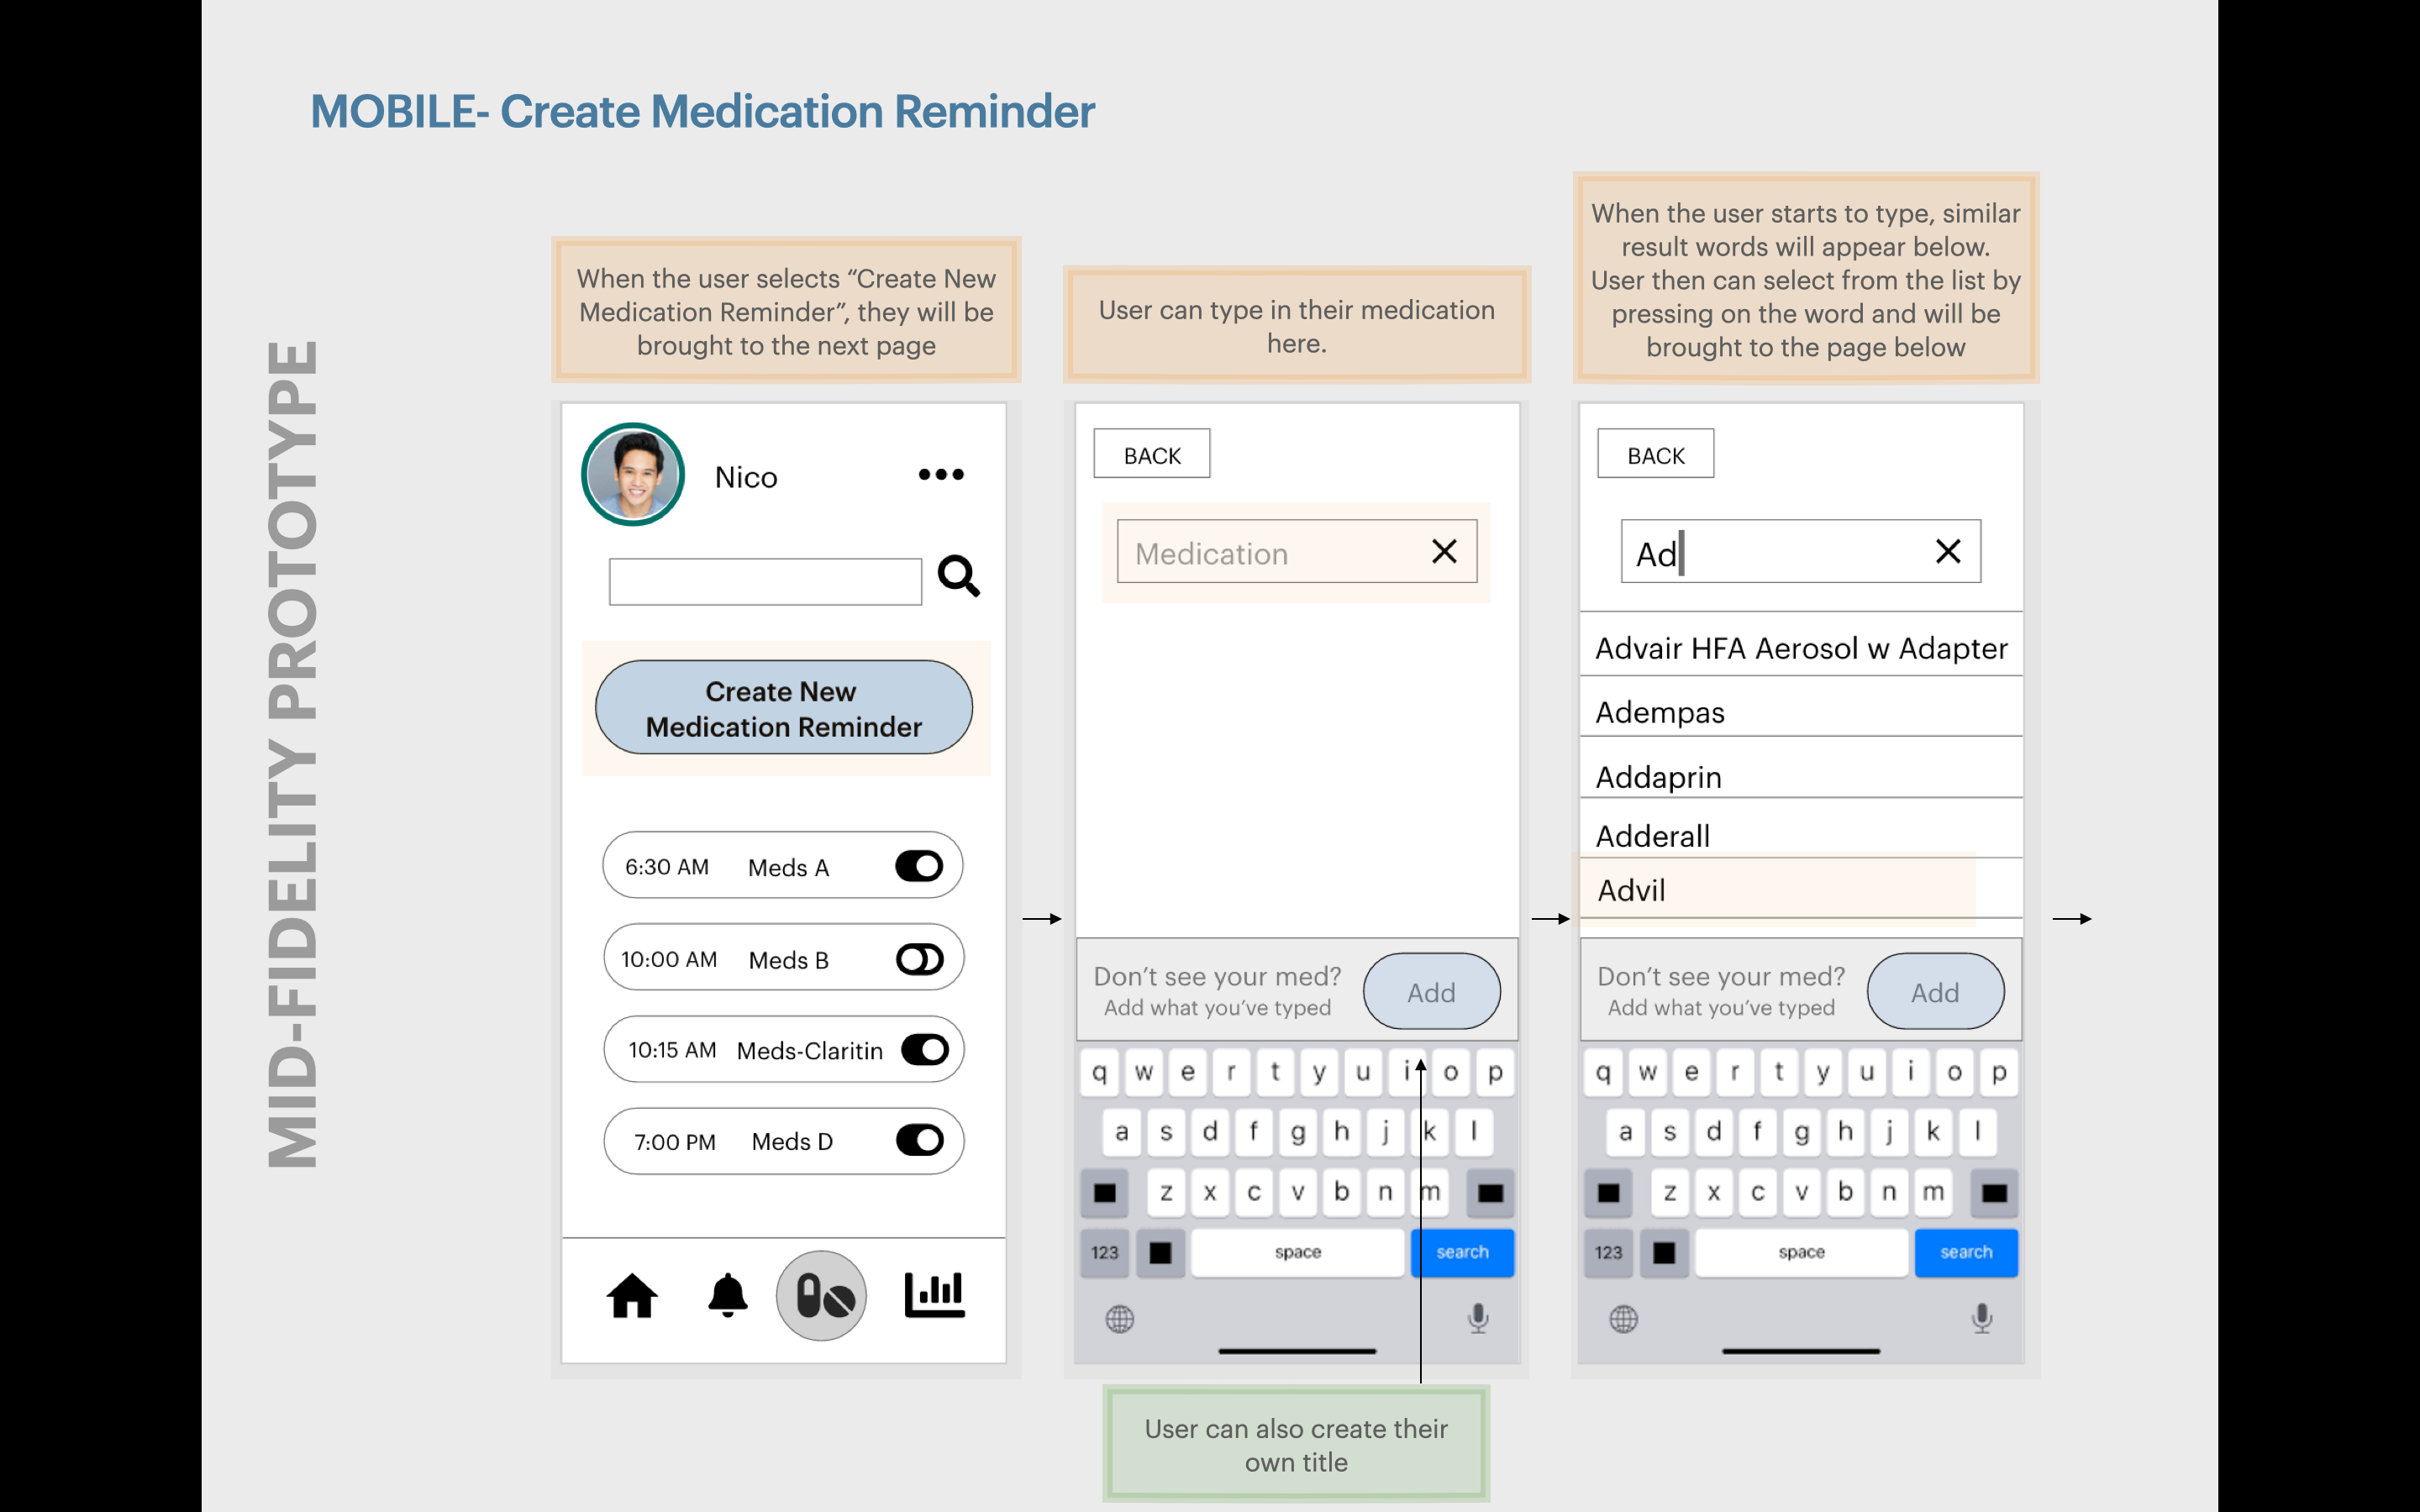 MOBILE- Create Medication Reminder
MID-FIDELITY PROTOTYPE
When the user selects “Create New
Medication Reminder”, they will be
brought to the next page
Nico
Create New
Medication Reminder
6:30 AM Meds A
10:00 AM Meds B
10:15 AM Meds-Claritin
7:00 PM Meds D
User can type in their medication
here.
BACK
Medication
Don’t see your med?
Add what you’ve typed
Add
q w e r t y u i o p
a s d f g h j k l
z x c v b n m
123 space search
User can also create their
own title
When the user starts to type, similar
result words will appear below.
User then can select from the list by
pressing on the word and will be
brought to the page below
BACK
Ad
Advair HFA Aerosol w Adapter
Adempas
Addaprin
Adderall
Advil
Don’t see your med?
Add what you’ve typed
Add
q w e r t y u i o p
a s d f g h j k l
z x c v b n m
123 space search